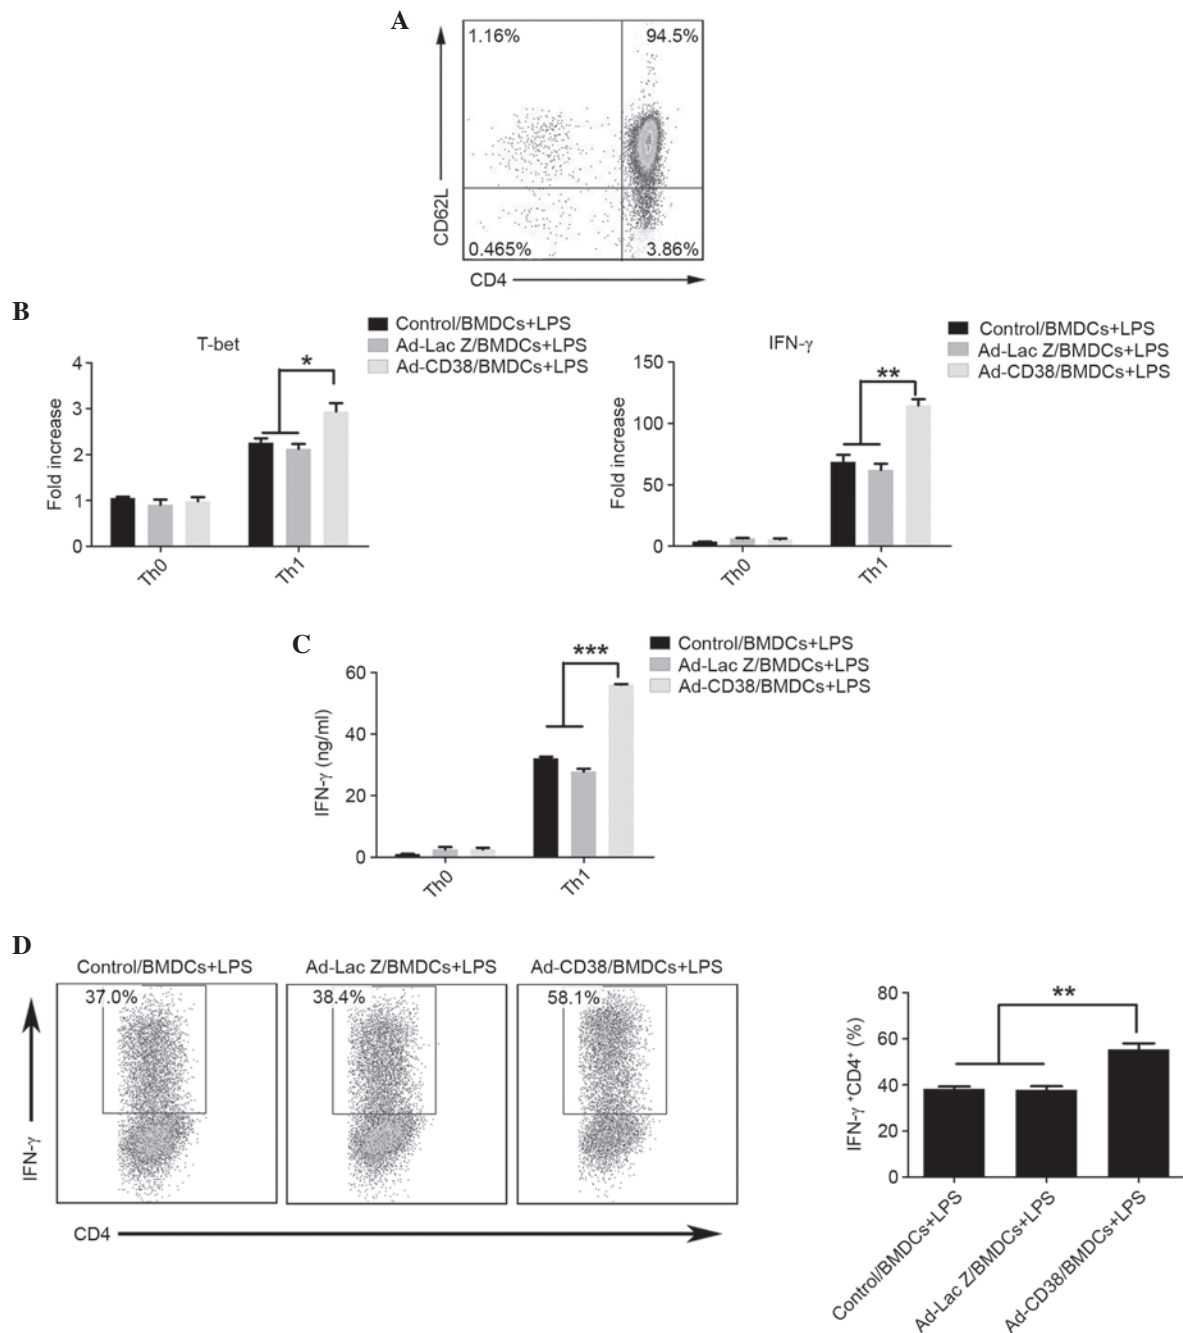 A
1.16%
94.5%
CD62L
0.465%
3.86%
CD4
B
T-bet
Control/BMDCs+LPS
Ad-Lac Z/BMDCs+LPS
Ad-CD38/BMDCs+LPS
*
Fold increase
4
3
2
1
0
Th0
Th1
IFN-γ
Control/BMDCs+LPS
Ad-Lac Z/BMDCs+LPS
Ad-CD38/BMDCs+LPS
**
Fold increase
150
100
50
0
Th0
Th1
C
Control/BMDCs+LPS
Ad-Lac Z/BMDCs+LPS
Ad-CD38/BMDCs+LPS
***
IFN-γ (ng/ml)
60
40
20
0
Th0
Th1
D
Control/BMDCs+LPS
Ad-Lac Z/BMDCs+LPS
Ad-CD38/BMDCs+LPS
37.0%
38.4%
58.1%
IFN-γ
CD4
**
IFN-γ ⁺CD4⁺ (%)
80
60
40
20
0
Control/BMDCs+LPS
Ad-Lac Z/BMDCs+LPS
Ad-CD38/BMDCs+LPS